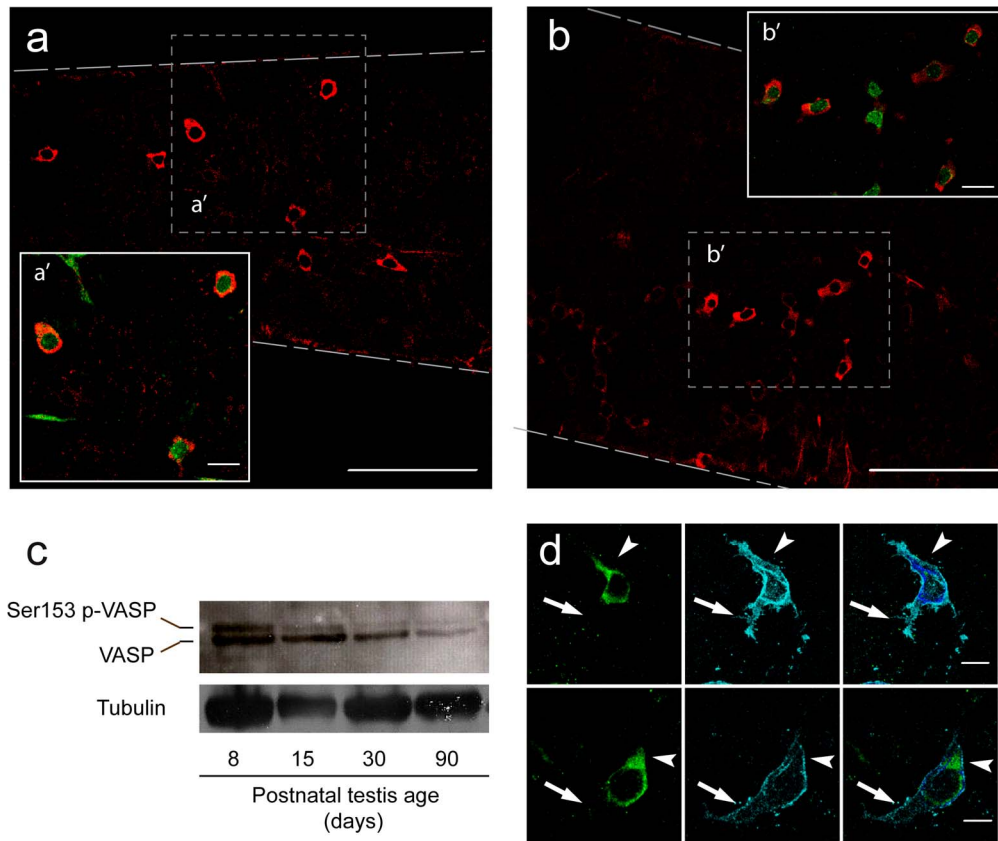 a
a'
a'
b
b'
b'
c
Ser153 p-VASP
VASP
Tubulin
8 15 30 90
Postnatal testis age
(days)
d